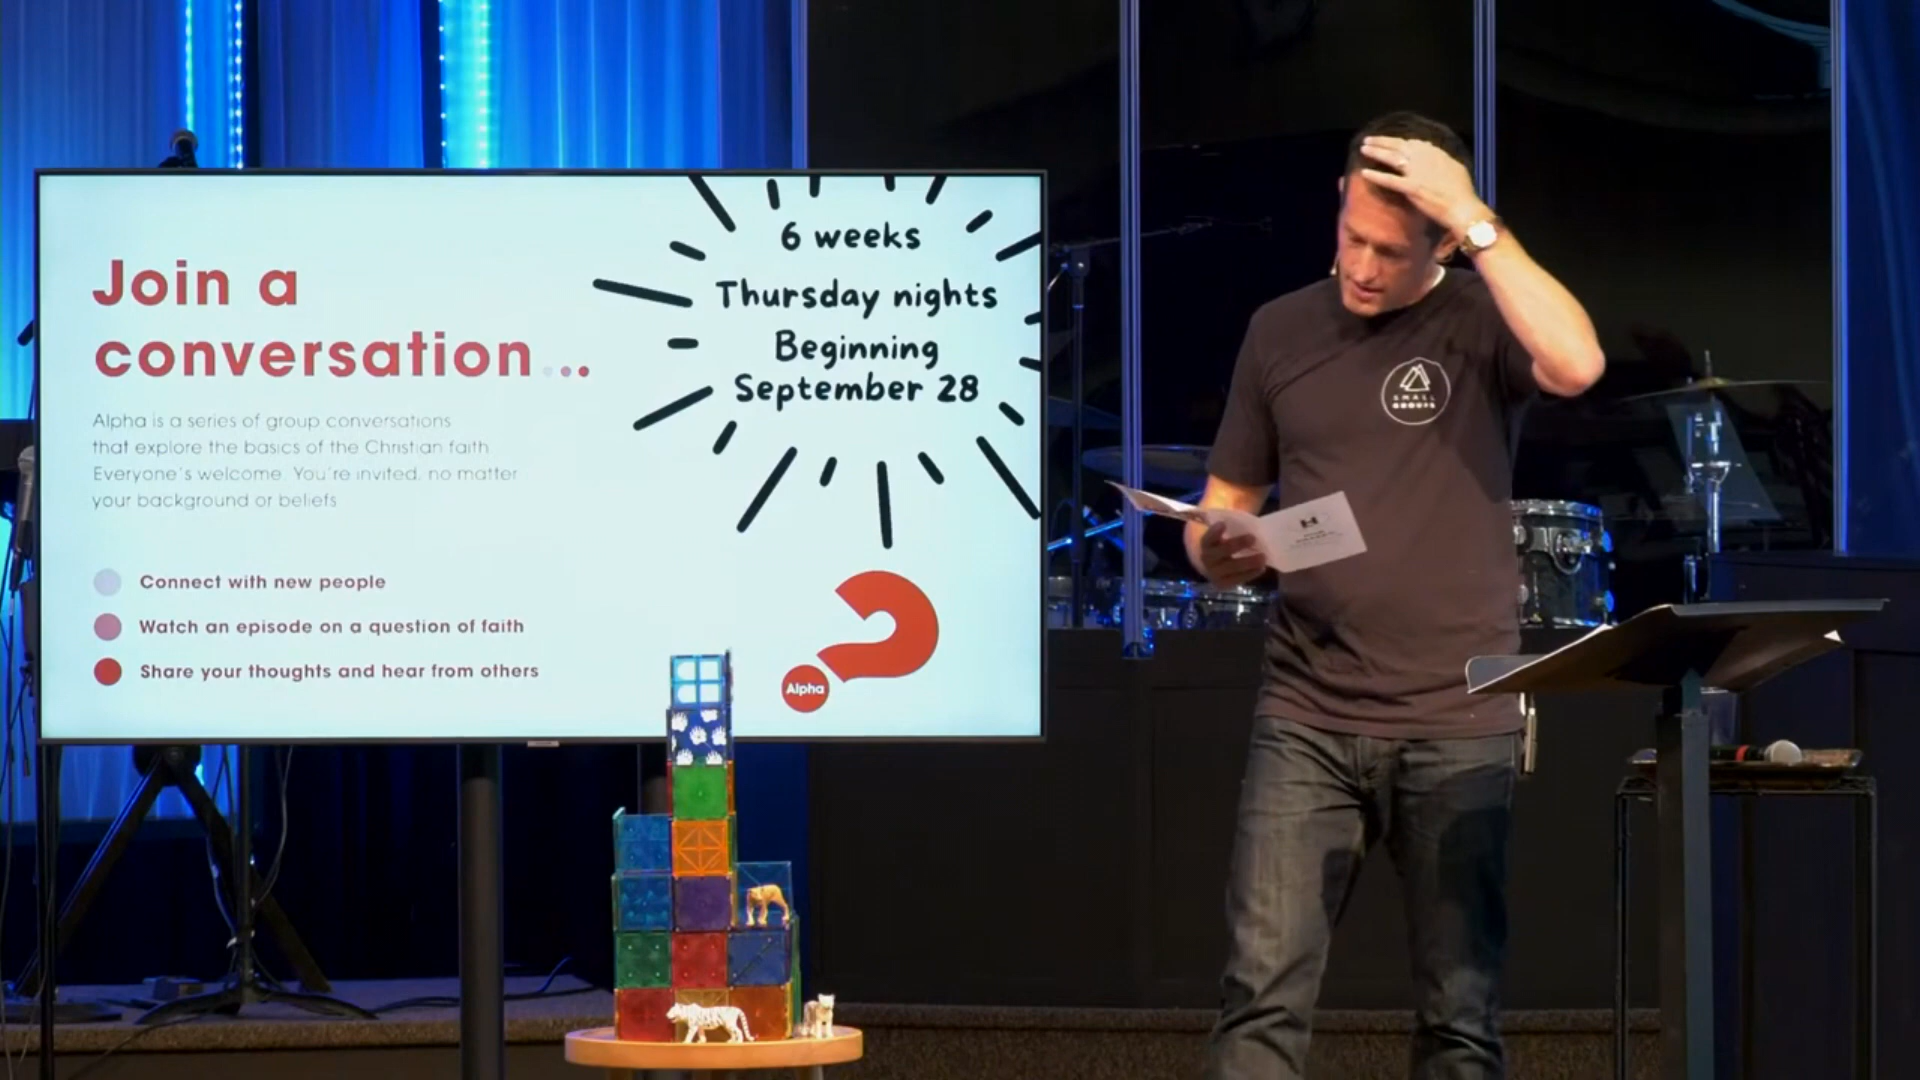 Join a
conversation...
Alpha is a series of group conversations
that explore the basics of the Christian faith.
Everyone's welcome. You're invited, no matter
your background or beliefs
Connect with new people
Watch an episode on a question of faith
Share your thoughts and hear from others
6 weeks
Thursday nights
Beginning
September 28
Alpha
SMALL
GROUPS